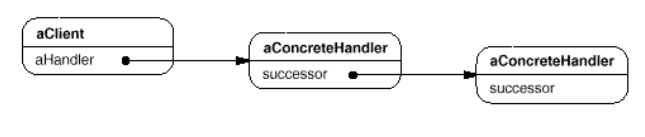 aClient
aHandler
aConcreteHandler
successor
aConcreteHandler
successor